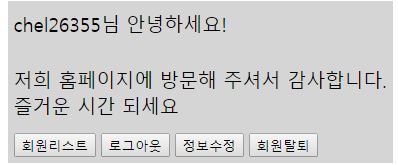 chel26355님 안녕하세요!
저희 홈페이지에 방문해 주셔서 감사합니다.
즐거운 시간 되세요
회원리스트 로그아웃 정보수정 회원탈퇴